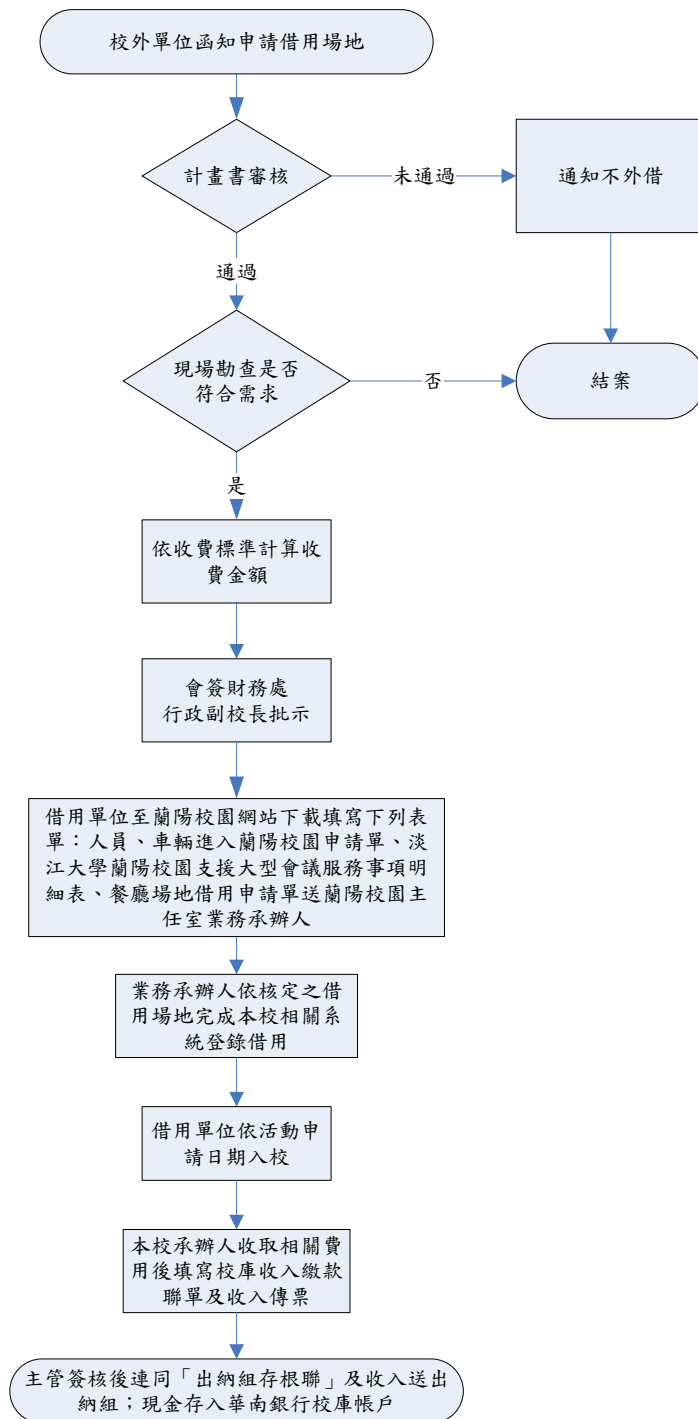 校外單位函知申請借用場地
計畫書審核
未通過
通知不外借
通過
現場勘查是否
符合需求
否
結案
是
依收費標準計算收
費金額
會簽財務處
行政副校長批示
借用單位至蘭陽校園網站下載填寫下列表
單：人員、車輛進入蘭陽校園申請單、淡
江大學蘭陽校園支援大型會議服務事項明
細表、餐廳場地借用申請單送蘭陽校園主
任室業務承辦人
業務承辦人依核定之借
用場地完成本校相關系
統登錄借用
借用單位依活動申
請日期入校
本校承辦人收取相關費
用後填寫校庫收入繳款
聯單及收入傳票
主管簽核後連同「出納組存根聯」及收入送出
納組；現金存入華南銀行校庫帳戶